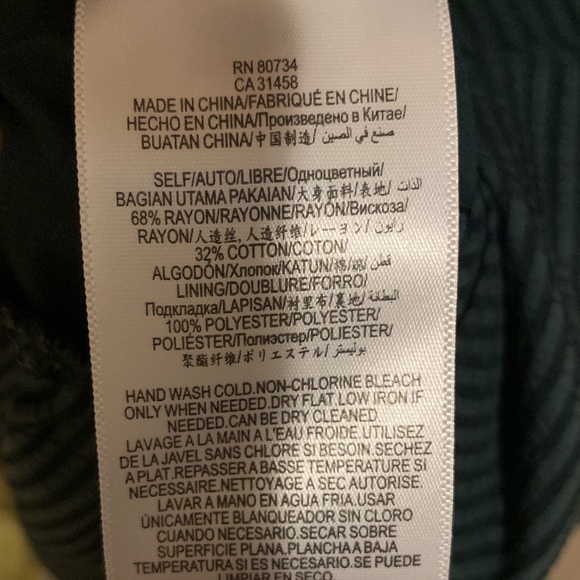 RN 80734
CA 31458
MADE IN CHINA/FABRIQUÉ EN CHINE/
HECHO EN CHINA/Произведено в Китае/
BUATAN CHINA/中国制造/ صنع في الصين
SELF/AUTO/LIBRE/Одноцветный/
BAGIAN UTAMA PAKAIAN/大身面料/表地/ الذات
68% RAYON/RAYONNE/RAYÓN/Вискоза/
RAYON/人造丝, 人造纤维/レーヨン/ رايون
32% COTTON/COTON/
ALGODÓN/Хлопок/KATUN/棉/綿/ قطن
LINING/DOUBLURE/FORRO/
Подкладка/LAPISAN/衬里布/裏地/ البطانة
100% POLYESTER/POLYESTER/
POLIÉSTER/Полиэстер/POLIESTER/
聚酯纤维/ポリエステル/ بوليستر
HAND WASH COLD.NON-CHLORINE BLEACH
ONLY WHEN NEEDED.DRY FLAT.LOW IRON IF
NEEDED.CAN BE DRY CLEANED
LAVAGE A LA MAIN A L'EAU FROIDE.UTILISEZ
DE LA JAVEL SANS CHLORE SI BESOIN.SECHEZ
A PLAT.REPASSER A BASSE TEMPERATURE SI
NECESSAIRE.NETTOYAGE A SEC AUTORISE.
LAVAR A MANO EN AGUA FRIA.USAR
ÚNICAMENTE BLANQUEADOR SIN CLORO
CUANDO NECESARIO.SECAR SOBRE
SUPERFICIE PLANA.PLANCHA A BAJA
TEMPERATURA SI ES NECESARIO.SE PUEDE
LIMPIAR EN SECO